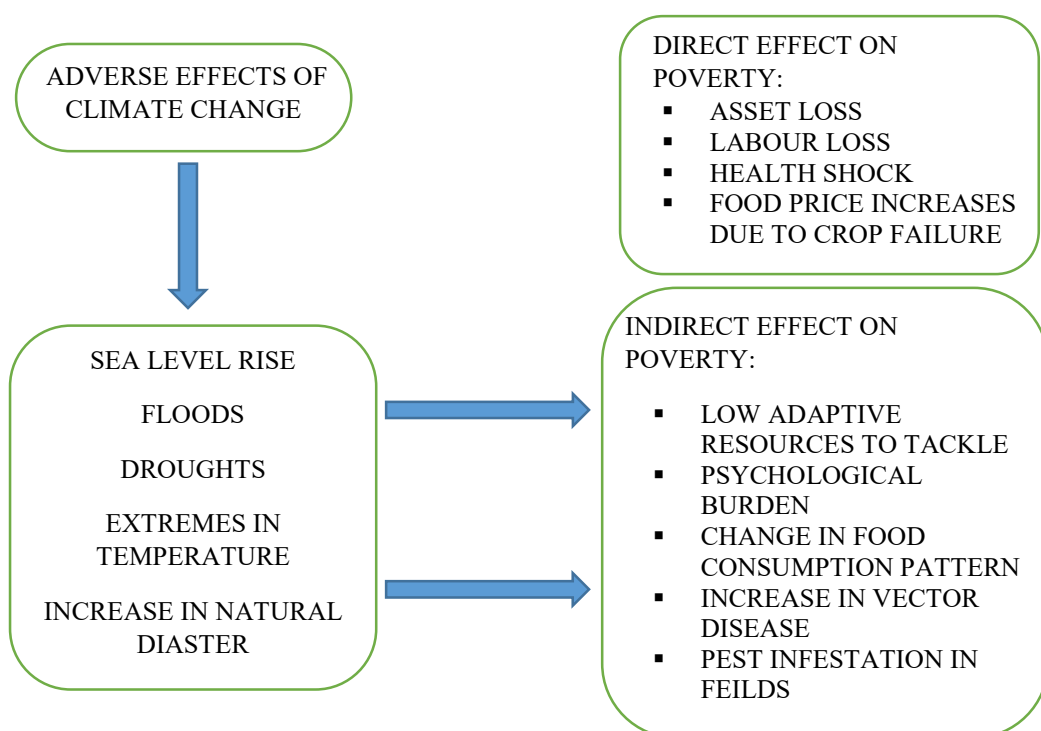 ADVERSE EFFECTS OF
CLIMATE CHANGE
SEA LEVEL RISE
FLOODS
DROUGHTS
EXTREMES IN
TEMPERATURE
INCREASE IN NATURAL
DIASTER
DIRECT EFFECT ON
POVERTY:
▪ ASSET LOSS
▪ LABOUR LOSS
▪ HEALTH SHOCK
▪ FOOD PRICE INCREASES
DUE TO CROP FAILURE
INDIRECT EFFECT ON
POVERTY:
▪ LOW ADAPTIVE
RESOURCES TO TACKLE
▪ PSYCHOLOGICAL
BURDEN
▪ CHANGE IN FOOD
CONSUMPTION PATTERN
▪ INCREASE IN VECTOR
DISEASE
▪ PEST INFESTATION IN
FEILDS